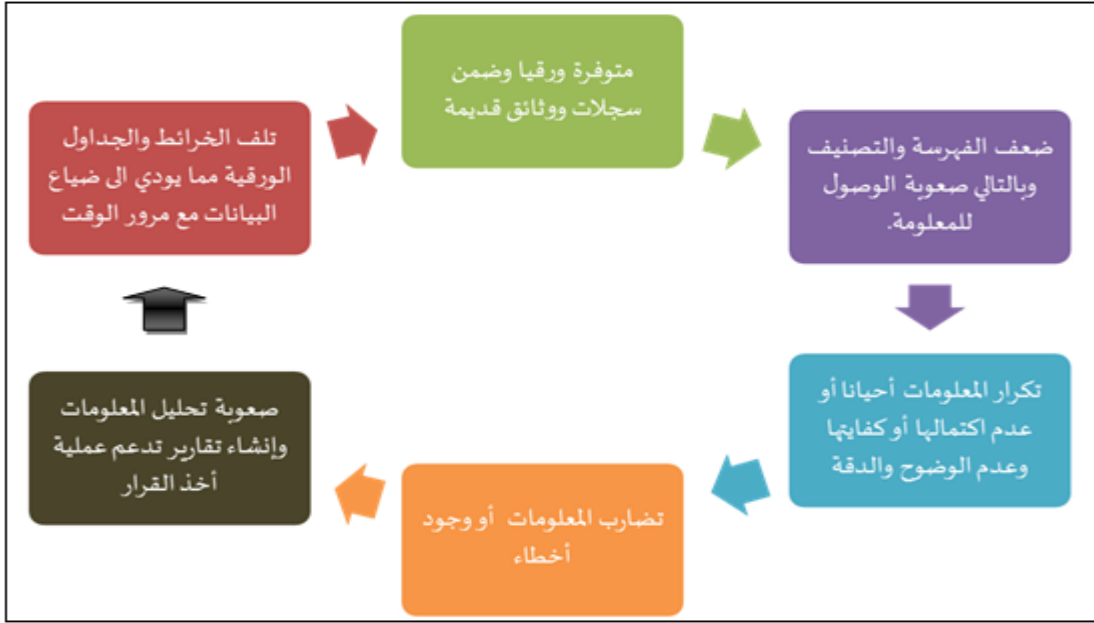 متوفرة ورقيا وضمن
سجلات ووثائق قديمة
ضعف الفهرسة والتصنيف
وبالتالي صعوبة الوصول
للمعلومة.
تكرار المعلومات أحيانا أو
عدم اكتمالها أو كفايتها
وعدم الوضوح والدقة
تضارب المعلومات أو وجود
أخطاء
صعوبة تحليل المعلومات
وإنشاء تقارير تدعم عملية
أخذ القرار
تلف الخرائط والجداول
الورقية مما يودي الى ضياع
البيانات مع مرور الوقت